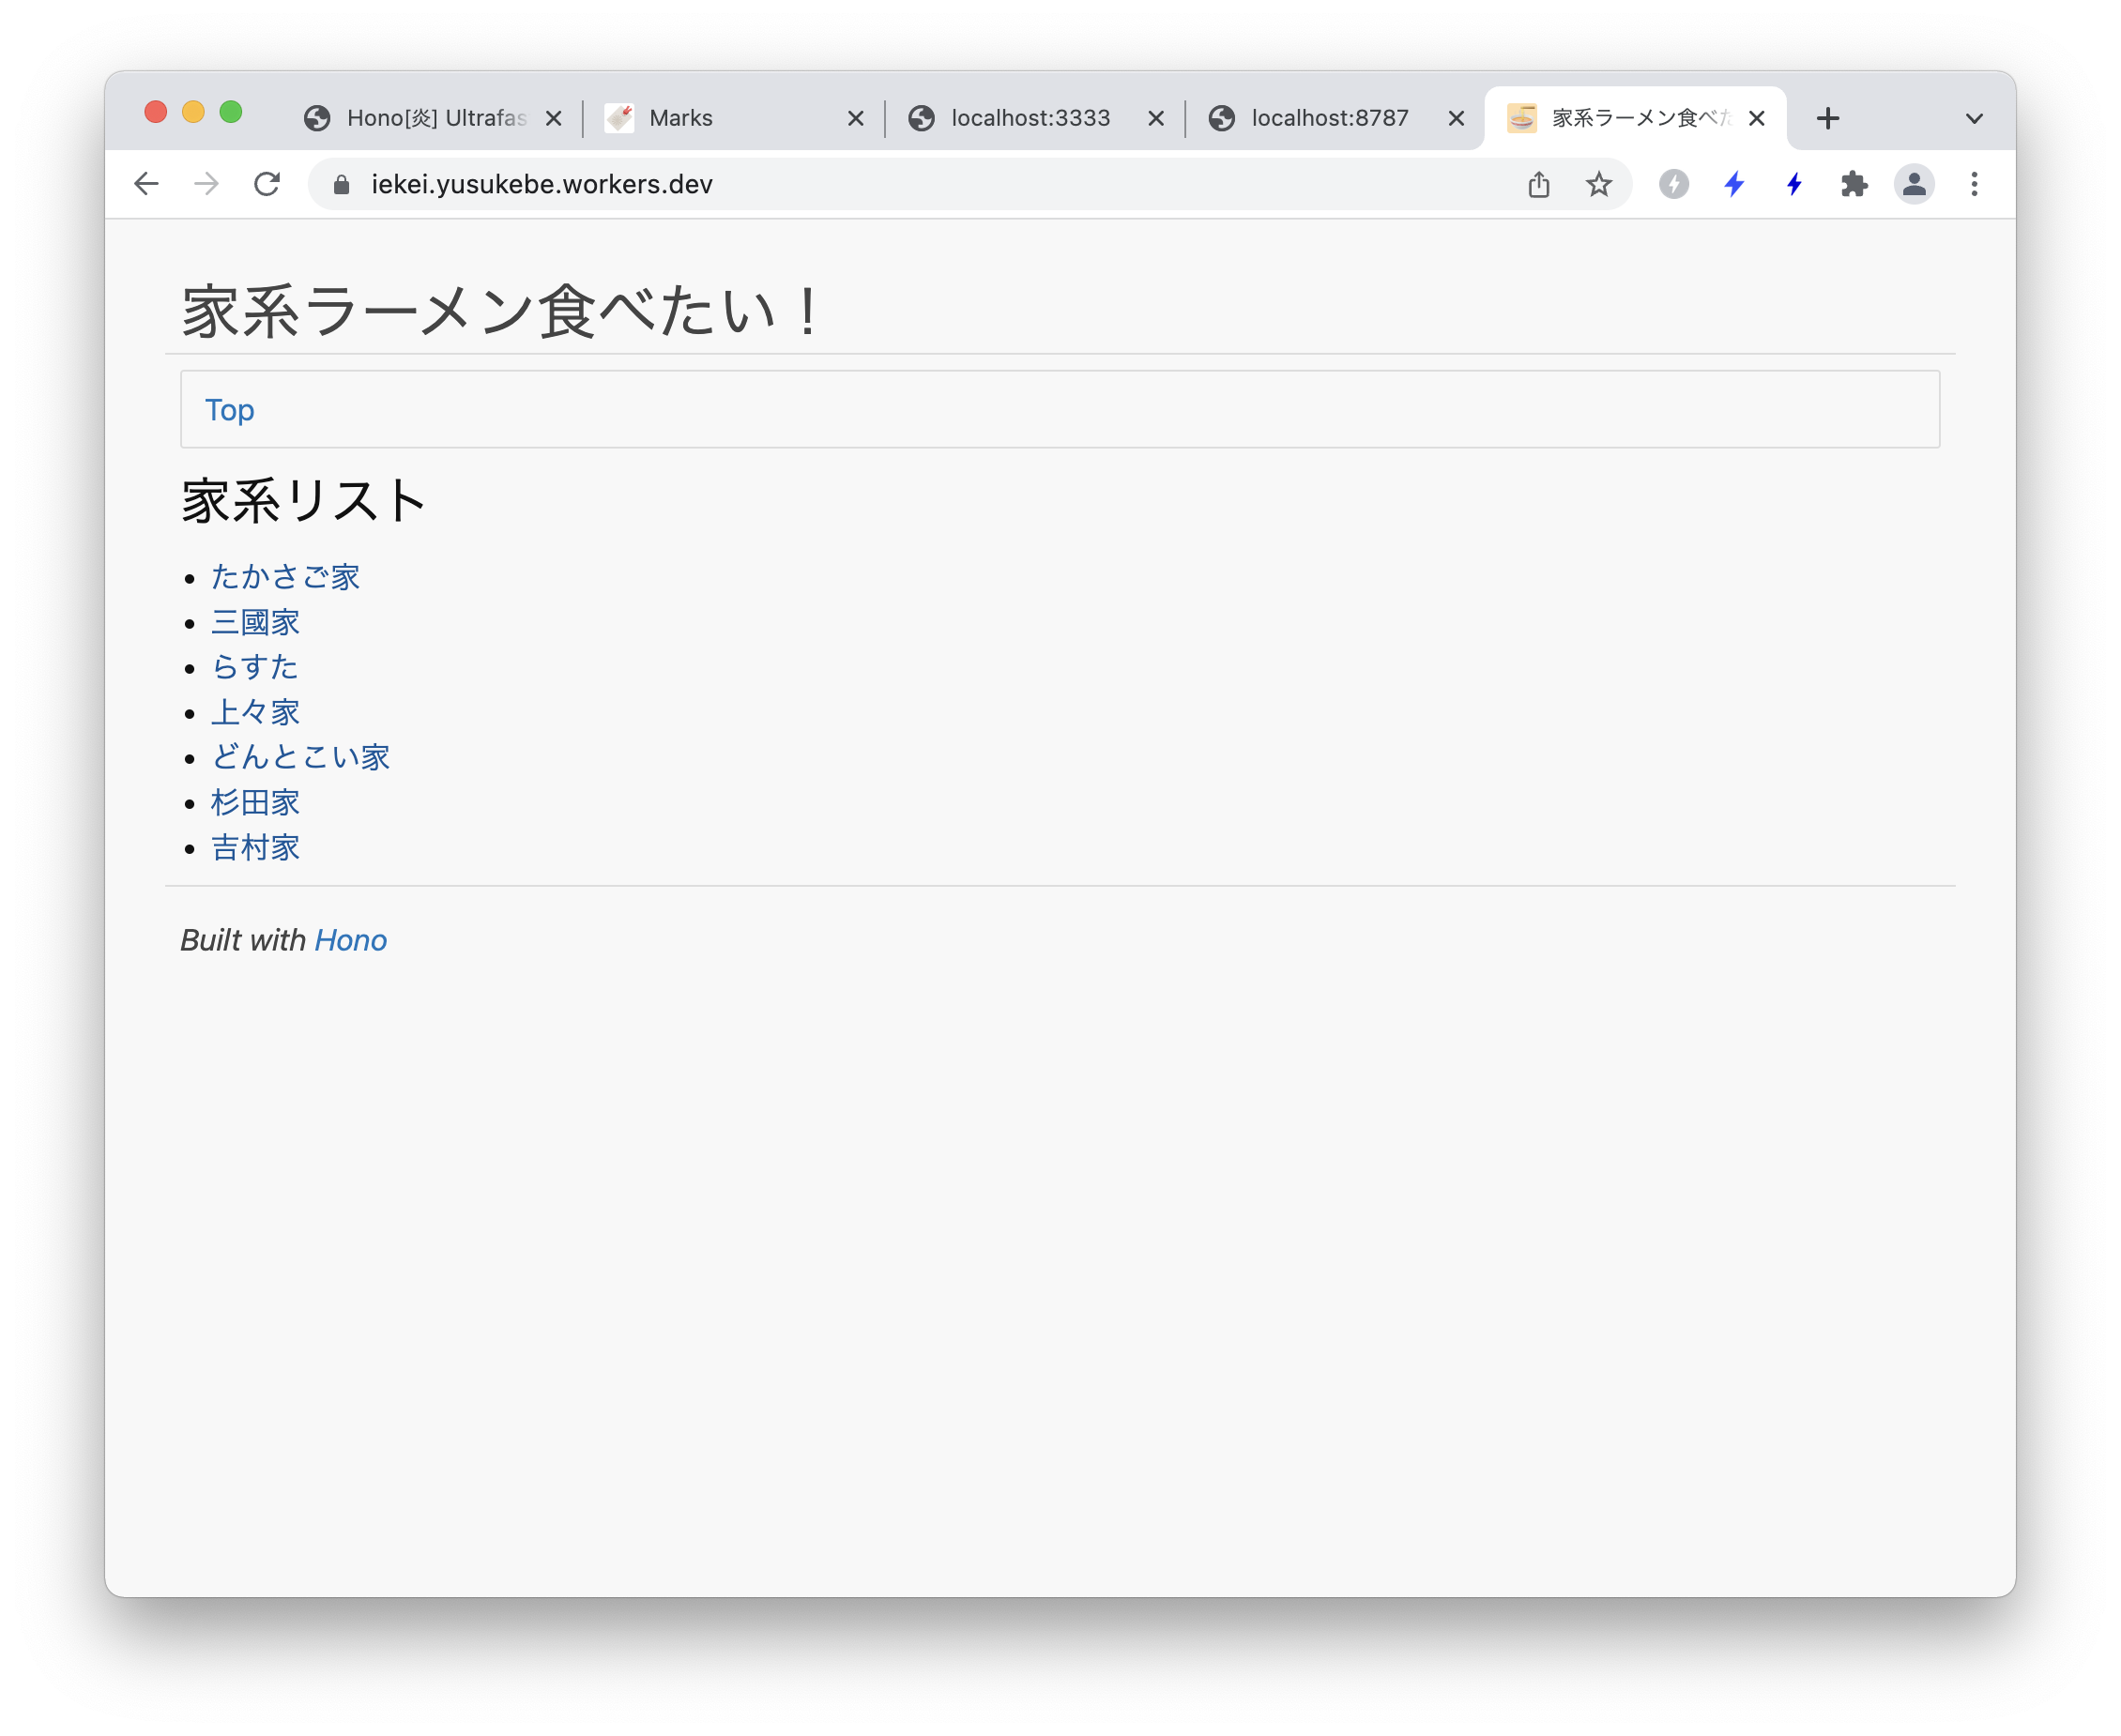 Hono[炎] Ultrafas
Marks
localhost:3333
localhost:8787
家系ラーメン食べた
iekei.yusukebe.workers.dev
家系ラーメン食べたい！
Top
家系リスト
たかさご家
三國家
らすた
上々家
どんとこい家
杉田家
吉村家
Built with Hono